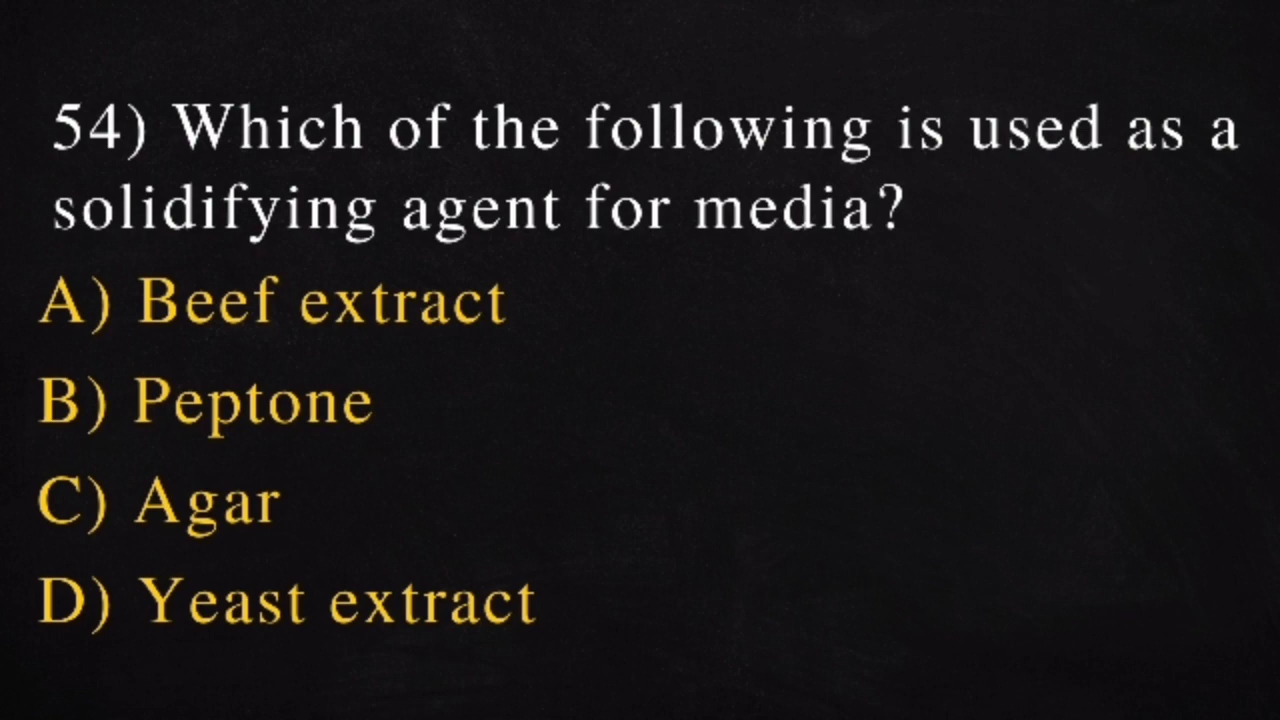 54) Which of the following is used as a
solidifying agent for media?
A) Beef extract
B) Peptone
C) Agar
D) Yeast extract